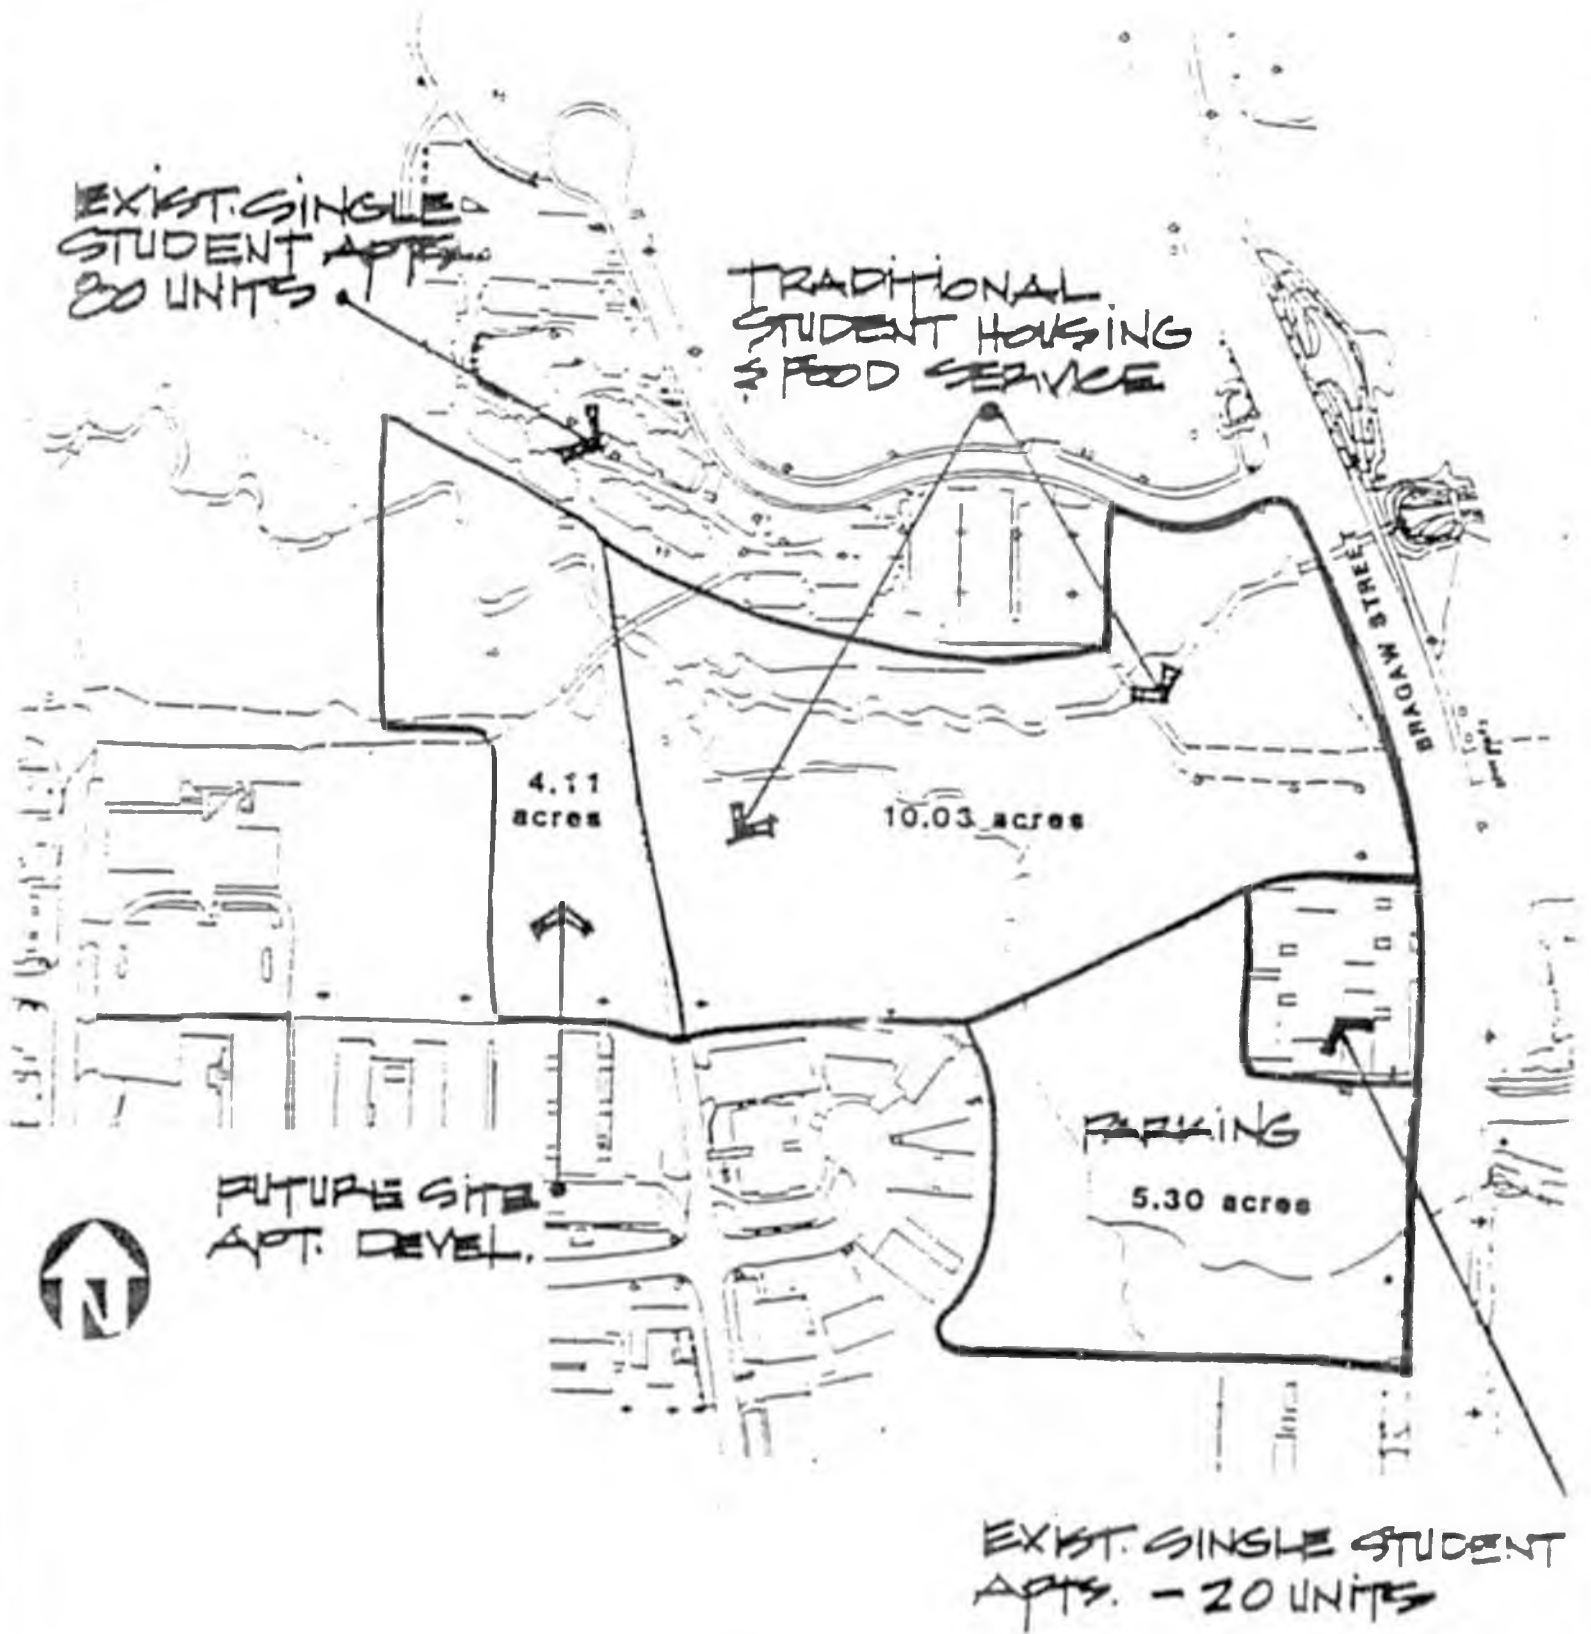 EXIST. SINGLE
STUDENT APTS.
80 UNITS
TRADITIONAL
STUDENT HOUSING
& FOOD SERVICE
BRAGAW STREET
4.11
acres
10.03 acres
PARKING
5.30 acres
FUTURE SITE
APT. DEVEL.
N
EXIST. SINGLE STUDENT
APTS. - 20 UNITS